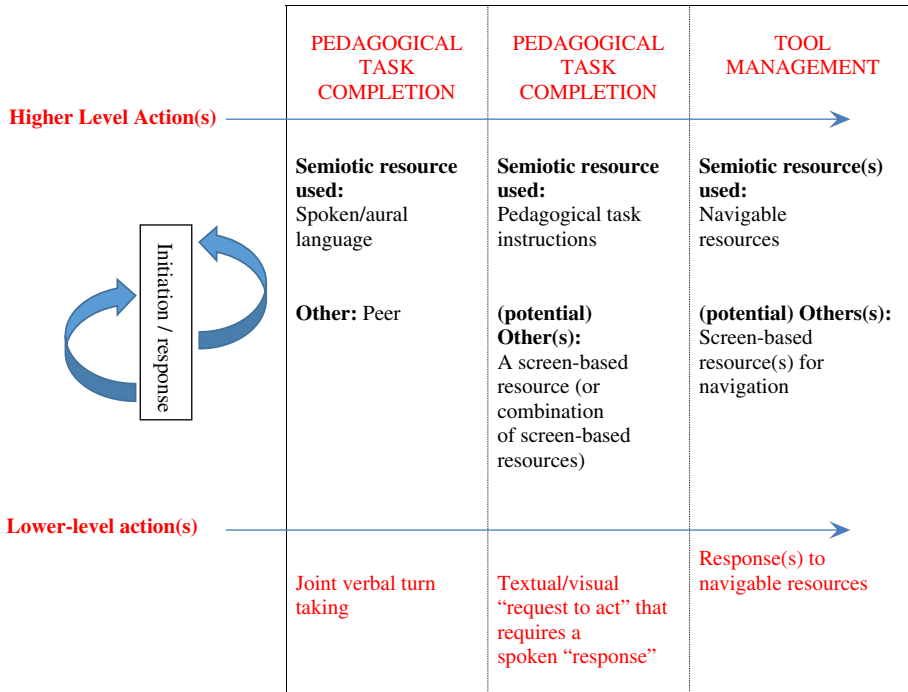 PEDAGOGICAL
TASK
COMPLETION
PEDAGOGICAL
TASK
COMPLETION
TOOL
MANAGEMENT
Higher Level Action(s)
Semiotic resource
used:
Spoken/aural
language
Semiotic resource
used:
Pedagogical task
instructions
Semiotic resource(s)
used:
Navigable
resources
Initiation / response
Other: Peer
(potential)
Other(s):
A screen-based
resource (or
combination
of screen-based
resources)
(potential) Others(s):
Screen-based
resource(s) for
navigation
Lower-level action(s)
Joint verbal turn
taking
Textual/visual
“request to act” that
requires a
spoken “response”
Response(s) to
navigable resources